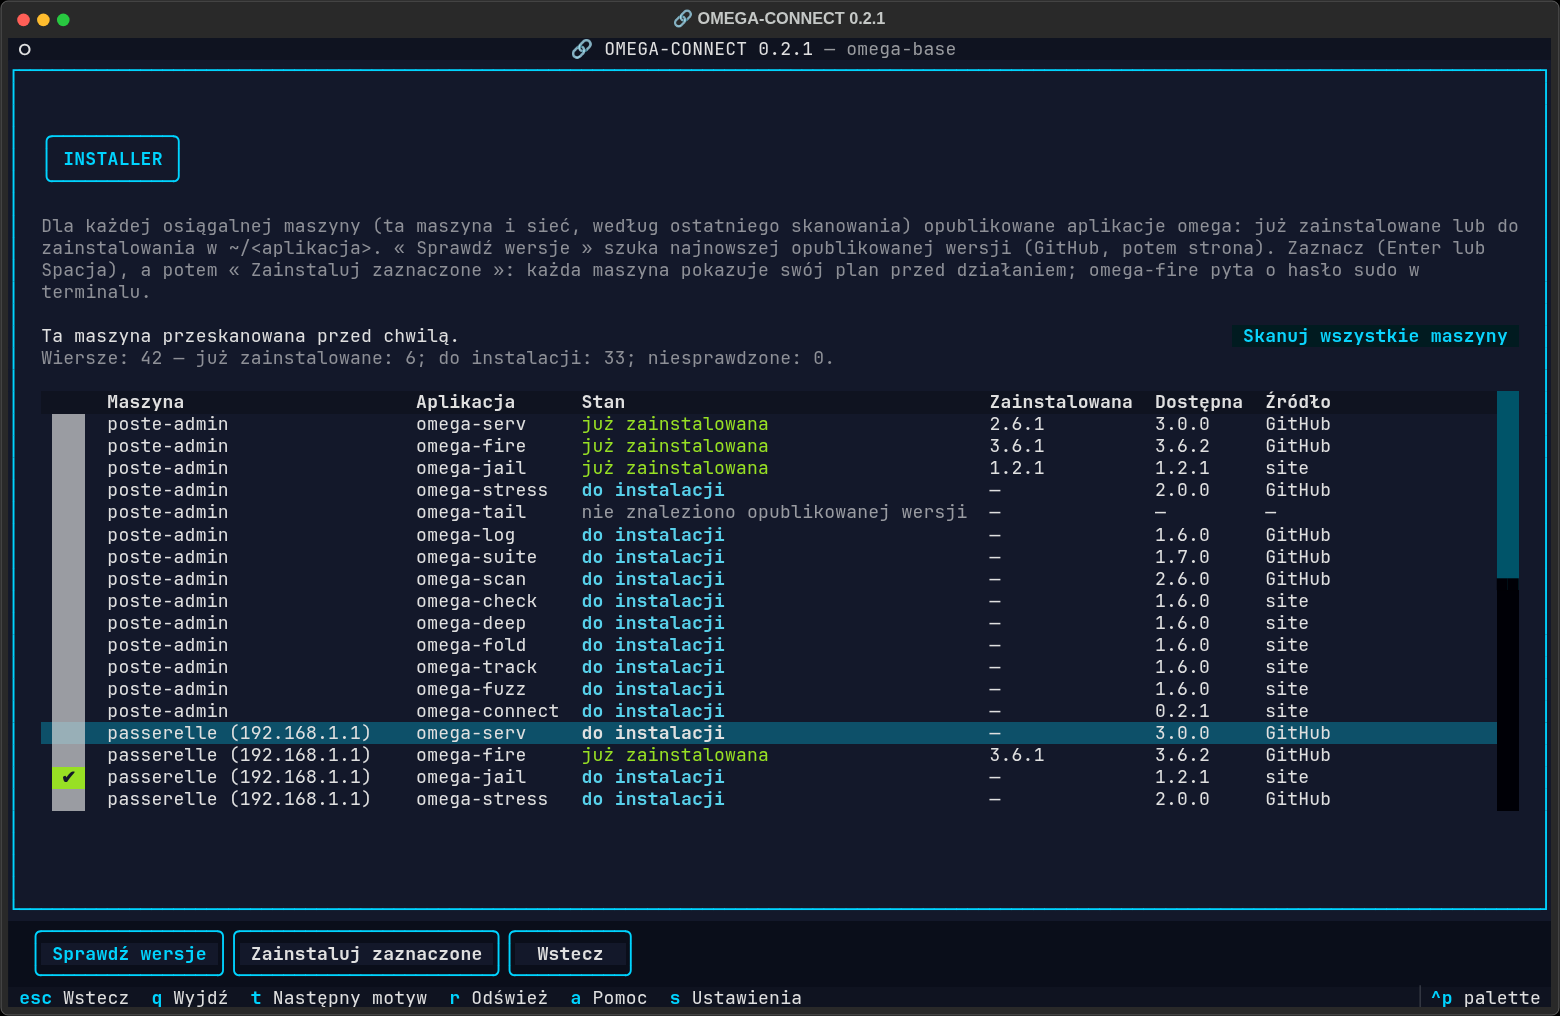 🔗 OMEGA-CONNECT 0.2.1
🔗 OMEGA-CONNECT 0.2.1 — omega-base
INSTALLER
Dla każdej osiągalnej maszyny (ta maszyna i sieć, według ostatniego skanowania) opublikowane aplikacje omega: już zainstalowane lub do
zainstalowania w ~/<aplikacja>. « Sprawdź wersje » szuka najnowszej opublikowanej wersji (GitHub, potem strona). Zaznacz (Enter lub
Spacja), a potem « Zainstaluj zaznaczone »: każda maszyna pokazuje swój plan przed działaniem; omega-fire pyta o hasło sudo w
terminalu.
Ta maszyna przeskanowana przed chwilą. Skanuj wszystkie maszyny
Wiersze: 42 — już zainstalowane: 6; do instalacji: 33; niesprawdzone: 0.
Maszyna Aplikacja Stan Zainstalowana Dostępna Źródło
poste-admin omega-serv już zainstalowana 2.6.1 3.0.0 GitHub
poste-admin omega-fire już zainstalowana 3.6.1 3.6.2 GitHub
poste-admin omega-jail już zainstalowana 1.2.1 1.2.1 site
poste-admin omega-stress do instalacji — 2.0.0 GitHub
poste-admin omega-tail nie znaleziono opublikowanej wersji — — —
poste-admin omega-log do instalacji — 1.6.0 GitHub
poste-admin omega-suite do instalacji — 1.7.0 GitHub
poste-admin omega-scan do instalacji — 2.6.0 GitHub
poste-admin omega-check do instalacji — 1.6.0 site
poste-admin omega-deep do instalacji — 1.6.0 site
poste-admin omega-fold do instalacji — 1.6.0 site
poste-admin omega-track do instalacji — 1.6.0 site
poste-admin omega-fuzz do instalacji — 1.6.0 site
poste-admin omega-connect do instalacji — 0.2.1 site
passerelle (192.168.1.1) omega-serv do instalacji — 3.0.0 GitHub
passerelle (192.168.1.1) omega-fire już zainstalowana 3.6.1 3.6.2 GitHub
✔ passerelle (192.168.1.1) omega-jail do instalacji — 1.2.1 site
passerelle (192.168.1.1) omega-stress do instalacji — 2.0.0 GitHub
Sprawdź wersje Zainstaluj zaznaczone Wstecz
esc Wstecz q Wyjdź t Następny motyw r Odśwież a Pomoc s Ustawienia ^p palette